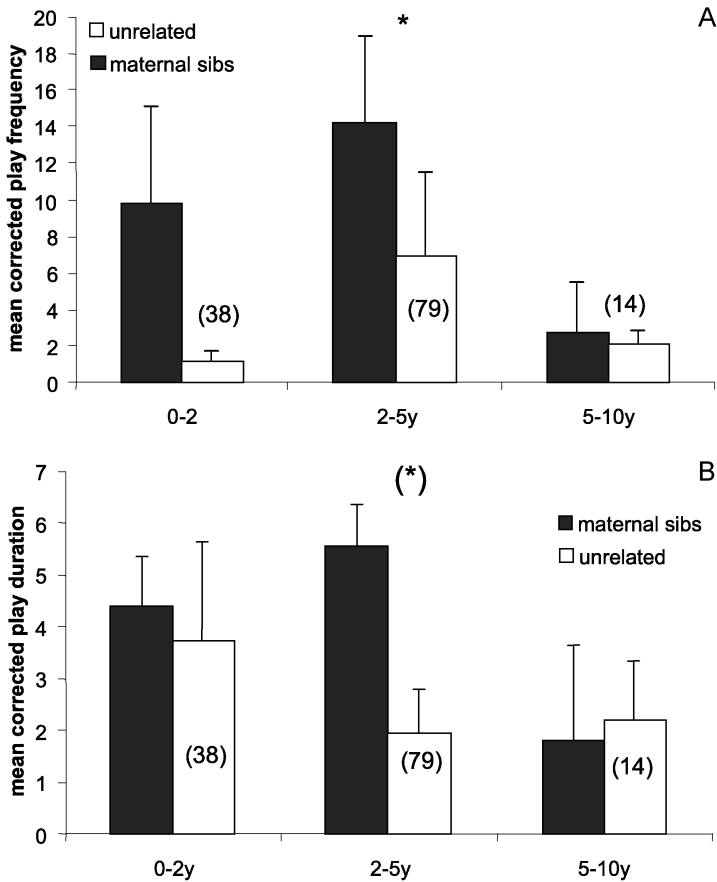 A
20
18
16
14
12
10
8
6
4
2
0
mean corrected play frequency
unrelated
maternal sibs
*
(38)
(79)
(14)
0-2
2-5y
5-10y
B
7
6
5
4
3
2
1
0
mean corrected play duration
(*)
maternal sibs
unrelated
(38)
(79)
(14)
0-2y
2-5y
5-10y